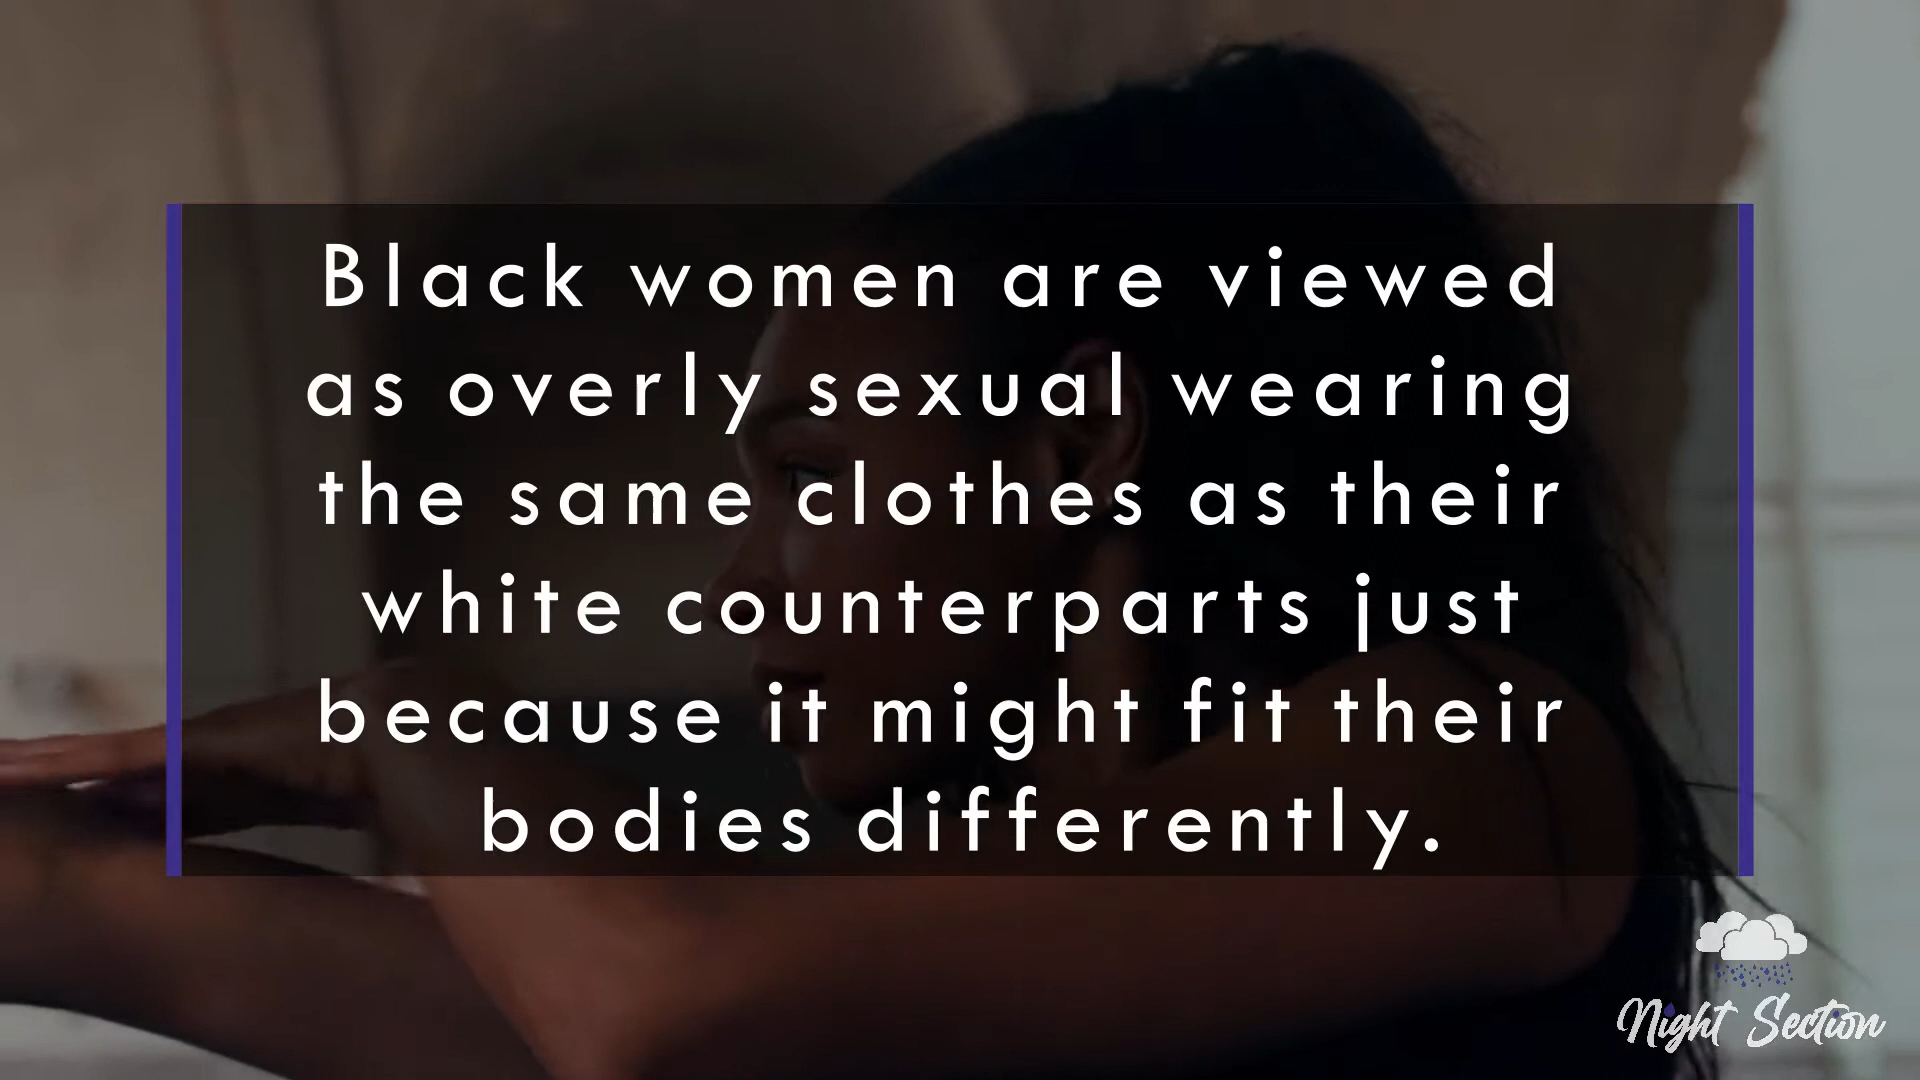 Black women are viewed
as overly sexual wearing
the same clothes as their
white counterparts just
because it might fit their
bodies differently.
Night Section